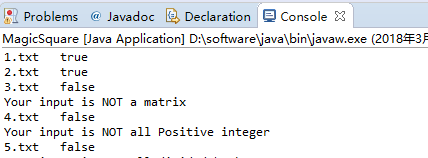 Problems @ Javadoc Declaration Console
MagicSquare [Java Application] D:\software\java\bin\javaw.exe (2018年3月
1.txt true
2.txt true
3.txt false
Your input is NOT a matrix
4.txt false
Your input is NOT all Positive integer
5.txt false